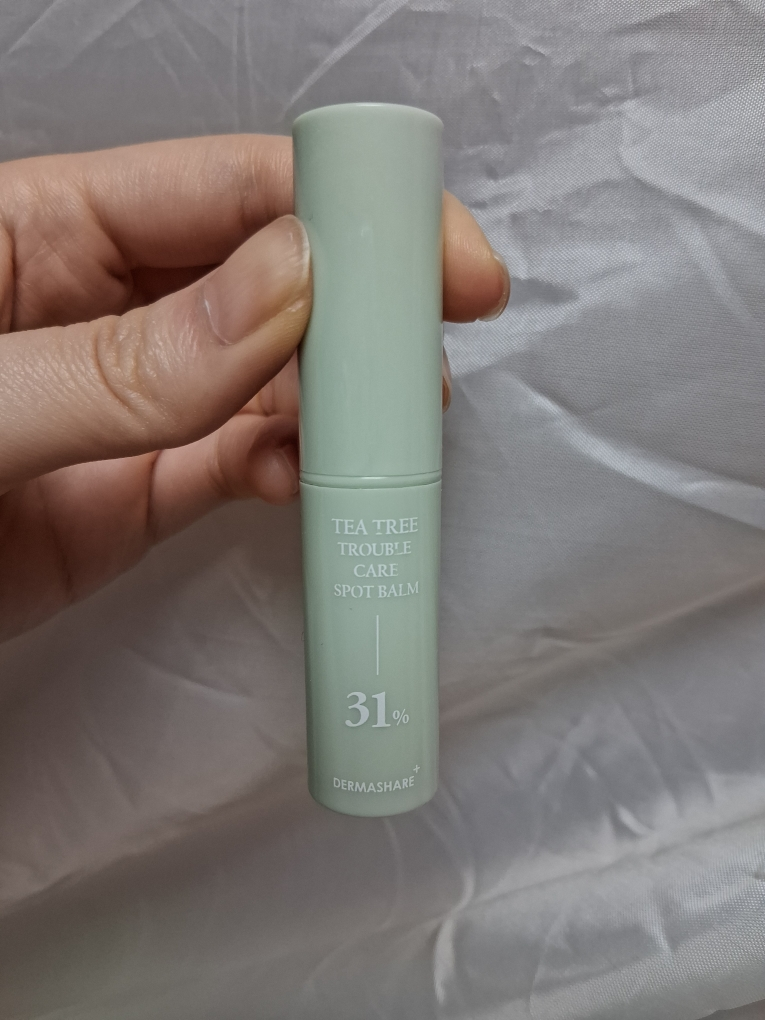 TEA TREE
TROUBLE
CARE
SPOT BALM
31%
DERMASHARE+